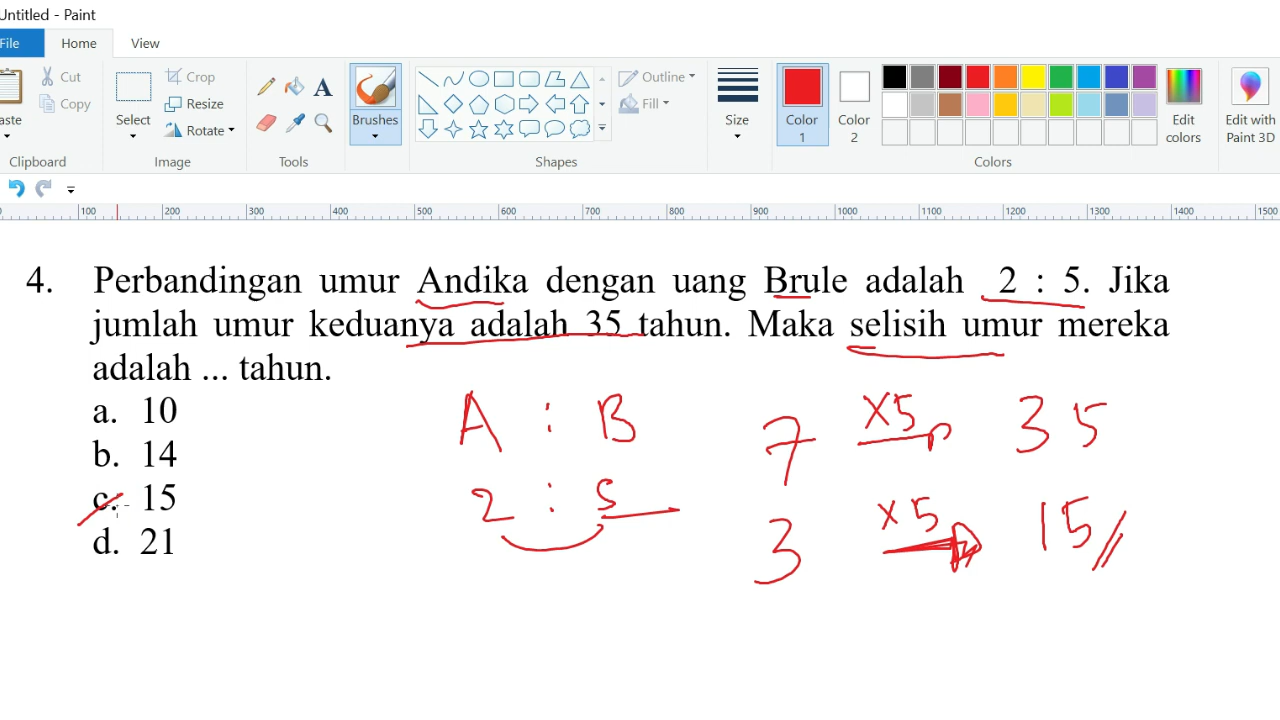 Untitled - Paint
File Home View
Cut
Copy
aste
Clipboard
Select
Crop
Resize
Rotate
Image
A
Tools
Brushes
Outline
Fill
Shapes
Size
Color 1
Color 2
Edit colors
Edit with Paint 3D
Colors
100 200 300 400 500 600 700 800 900 1000 1100 1200 1300 1400 1500
4. Perbandingan umur Andika dengan uang Brule adalah 2 : 5. Jika
jumlah umur keduanya adalah 35 tahun. Maka selisih umur mereka
adalah ... tahun.
a. 10
b. 14
c. 15
d. 21
A : B 7 x5 35
2 : 5 3 x5 15